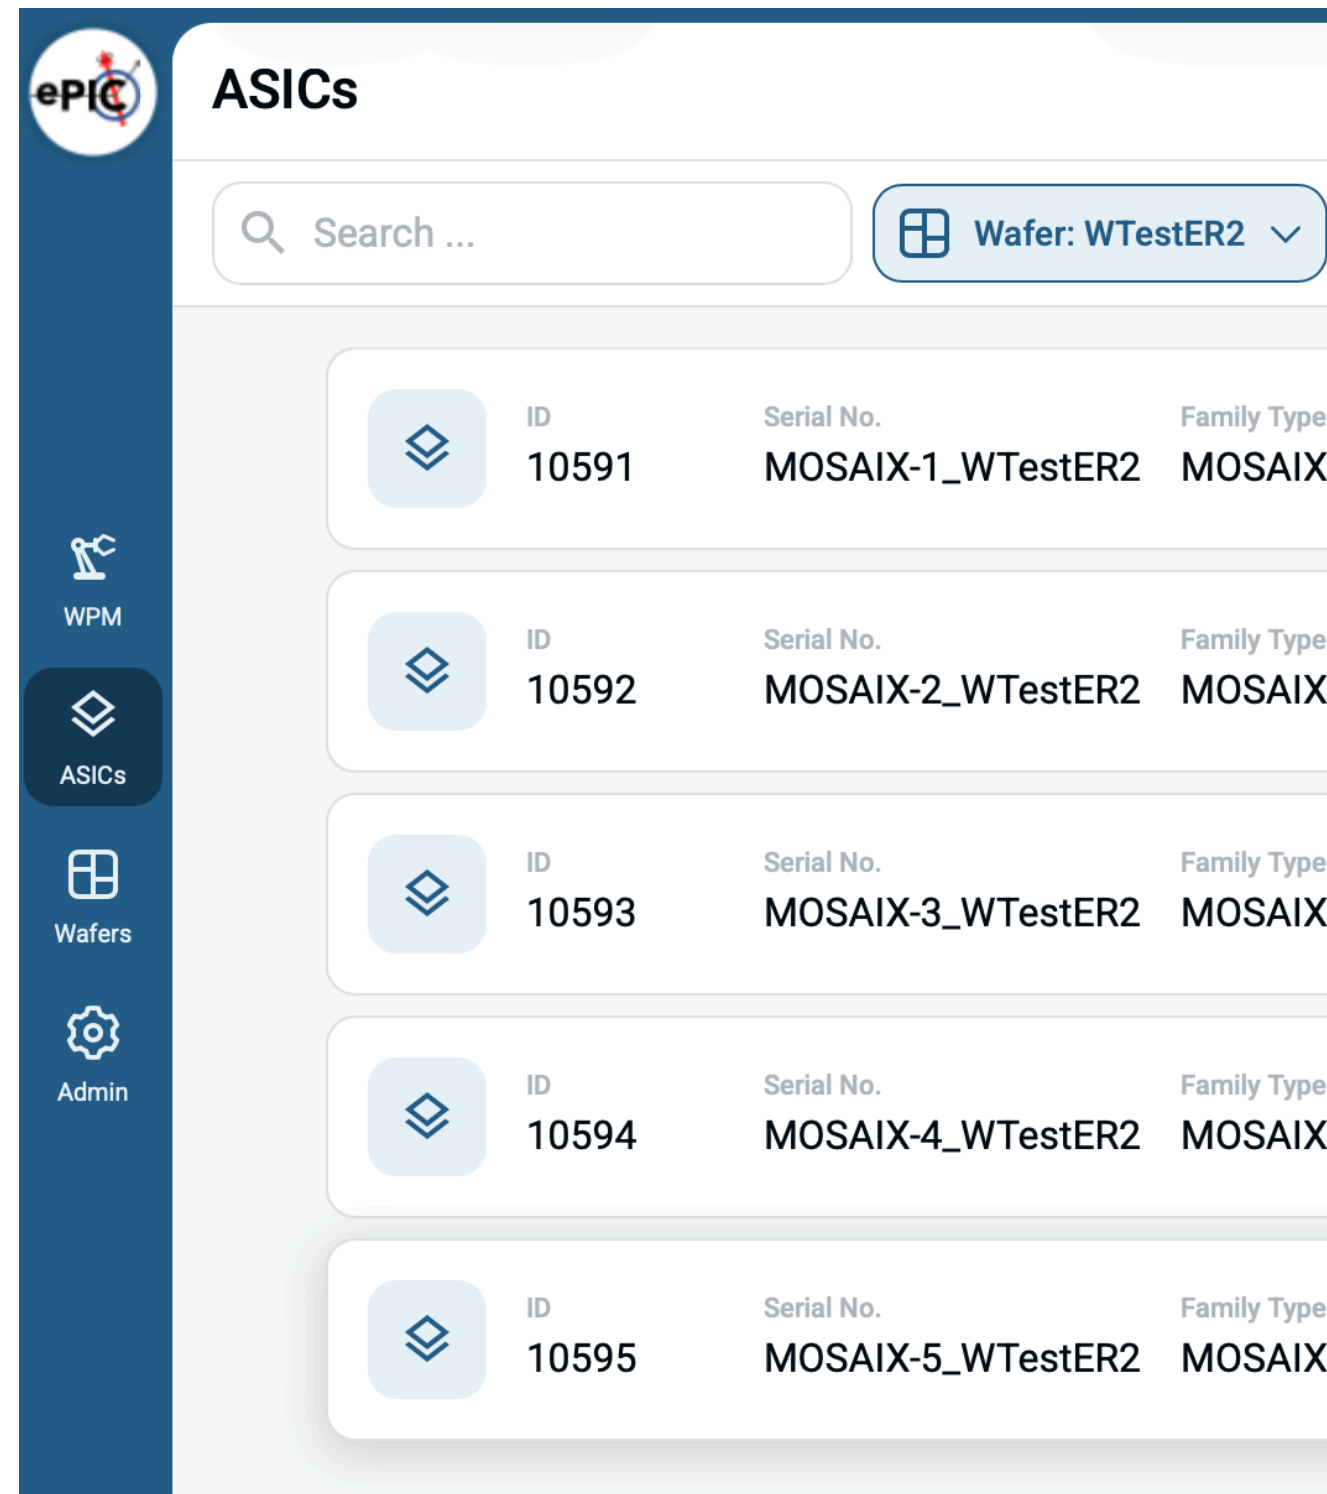 ePIC
ASICs
Search ...
Wafer: WTestER2
ID
Serial No.
Family Type
10591
MOSAIX-1_WTestER2
MOSAIX
ID
Serial No.
Family Type
10592
MOSAIX-2_WTestER2
MOSAIX
ID
Serial No.
Family Type
10593
MOSAIX-3_WTestER2
MOSAIX
ID
Serial No.
Family Type
10594
MOSAIX-4_WTestER2
MOSAIX
ID
Serial No.
Family Type
10595
MOSAIX-5_WTestER2
MOSAIX
WPM
ASICs
Wafers
Admin